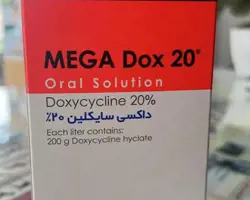 MEGA Dox 20®
Oral Solution
Doxycycline 20%
داکسی سایکلین ۲۰٪
Each liter contains:
200 g Doxycycline hyclate